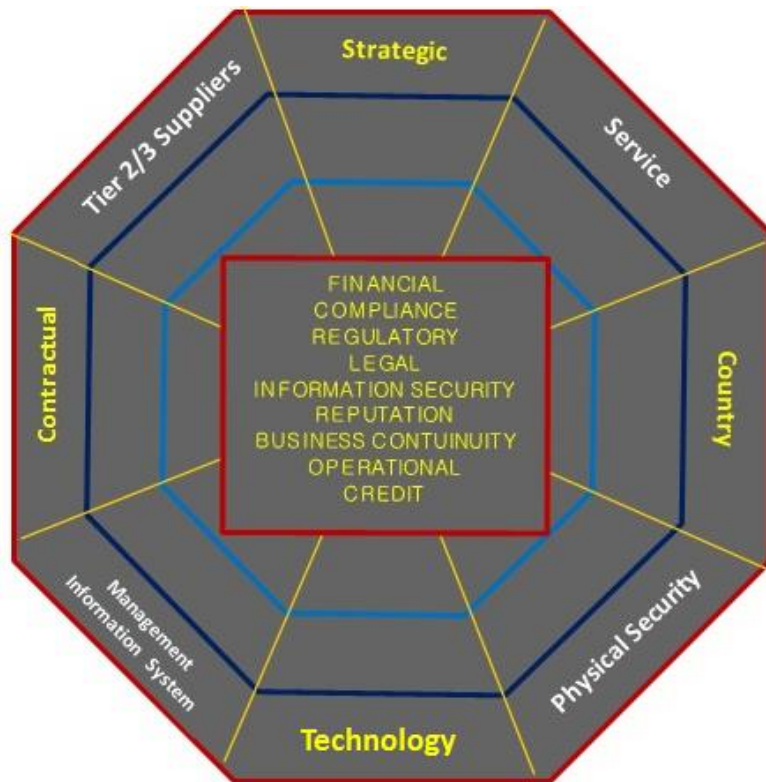 Strategic
Tier 2/3 Suppliers
Service
FINANCIAL
COMPLIANCE
REGULATORY
LEGAL
INFORMATION SECURITY
REPUTATION
BUSINESS CONTUINUITY
OPERATIONAL
CREDIT
Contractual
Country
Management
Information System
Physical Security
Technology